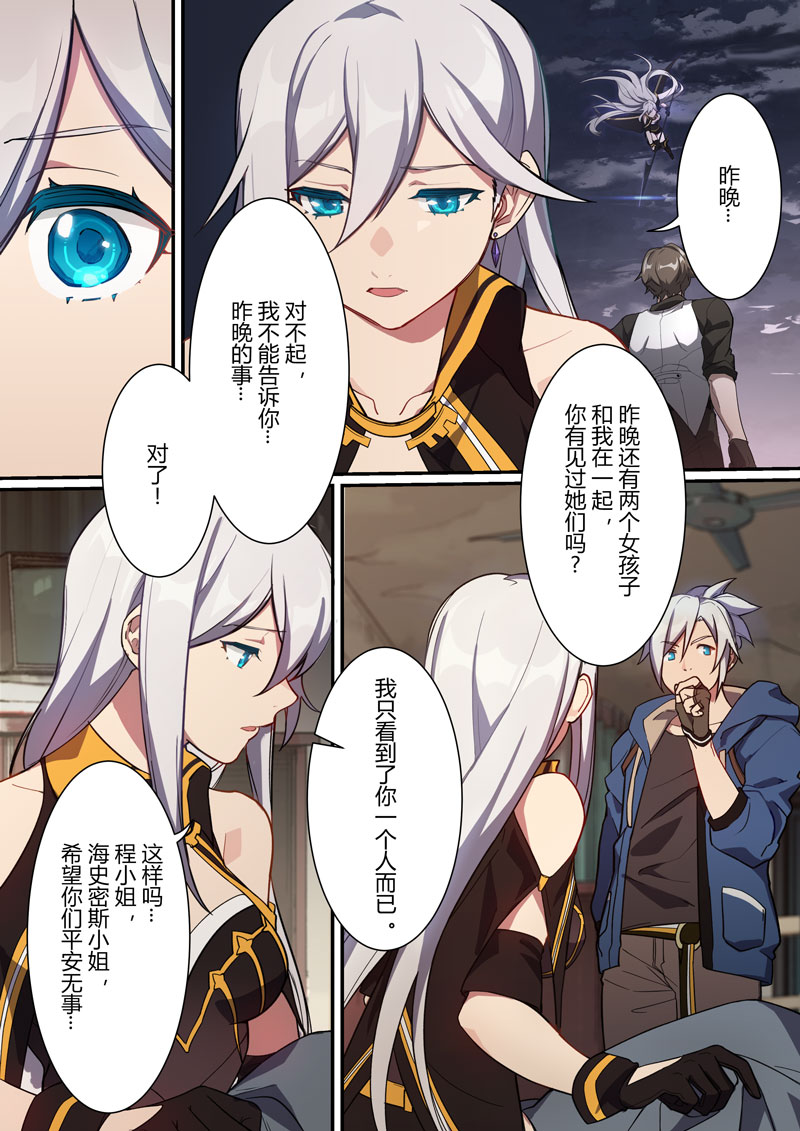 昨晚…
对不起，
我不能告诉你…
昨晚的事…
对了！
昨晚还有两个女孩子
和我在一起，
你有见过她们吗？
我只看到了你一个人而已。
这样吗…
程小姐，
海史密斯小姐，
希望你们平安无事…